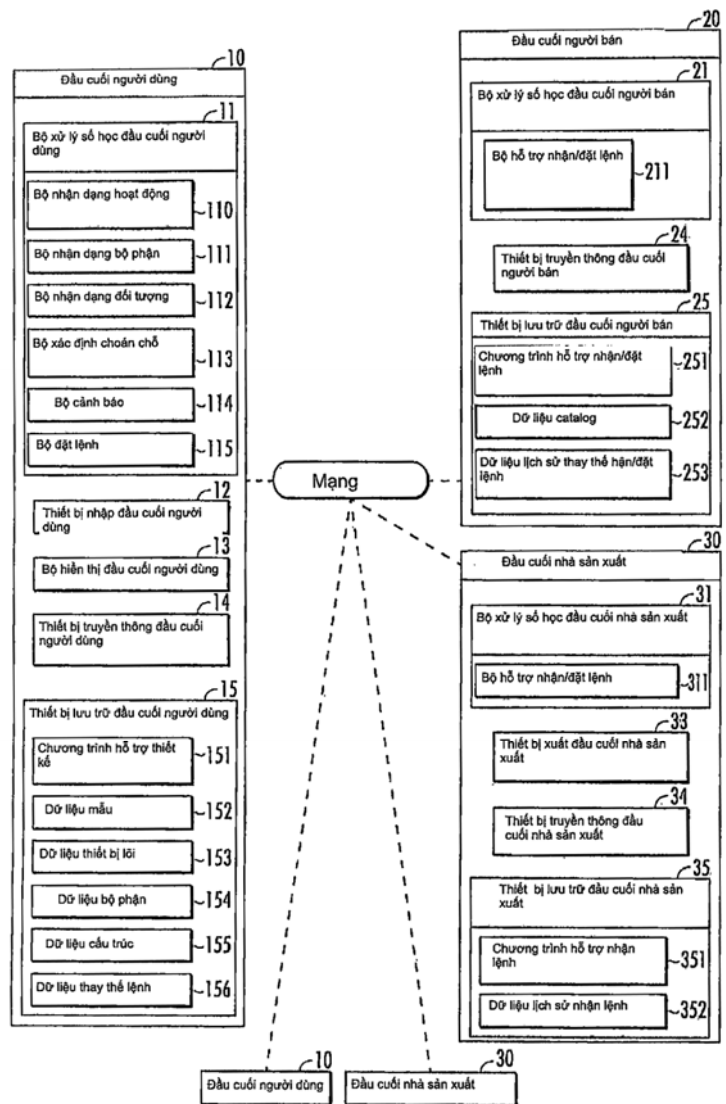 10
Đầu cuối người dùng
11
Bộ xử lý số học đầu cuối người
dùng
Bộ nhận dạng hoạt động
110
Bộ nhận dạng bộ phận
111
Bộ nhận dạng đối tượng
112
Bộ xác định choán chỗ
113
Bộ cảnh báo
114
Bộ đặt lệnh
115
12
Thiết bị nhập đầu cuối người
dùng
13
Bộ hiển thị đầu cuối người dùng
14
Thiết bị truyền thông đầu cuối
người dùng
15
Thiết bị lưu trữ đầu cuối người dùng
Chương trình hỗ trợ thiết
kế
151
Dữ liệu mẫu
152
Dữ liệu thiết bị lõi
153
Dữ liệu bộ phận
154
Dữ liệu cấu trúc
155
Dữ liệu thay thế lệnh
156
Mạng
20
Đầu cuối người bán
21
Bộ xử lý số học đầu cuối người bán
Bộ hỗ trợ nhận/đặt lệnh
211
24
Thiết bị truyền thông đầu cuối
người bán
25
Thiết bị lưu trữ đầu cuối người bán
Chương trình hỗ trợ nhận/đặt
lệnh
251
Dữ liệu catalog
252
Dữ liệu lịch sử thay thế hận/đặt
lệnh
253
30
Đầu cuối nhà sản xuất
31
Bộ xử lý số học đầu cuối nhà sản xuất
Bộ hỗ trợ nhận/đặt lệnh
311
33
Thiết bị xuất đầu cuối nhà sản
xuất
34
Thiết bị truyền thông đầu
cuối nhà sản xuất
35
Thiết bị lưu trữ đầu cuối nhà sản
xuất
Chương trình hỗ trợ nhận
lệnh
351
Dữ liệu lịch sử nhận lệnh
352
10
Đầu cuối người dùng
30
Đầu cuối nhà sản xuất